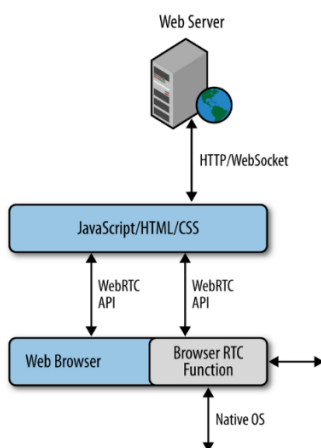 Web Server
HTTP/WebSocket
JavaScript/HTML/CSS
WebRTC
API
WebRTC
API
Web Browser
Browser RTC
Function
Native OS